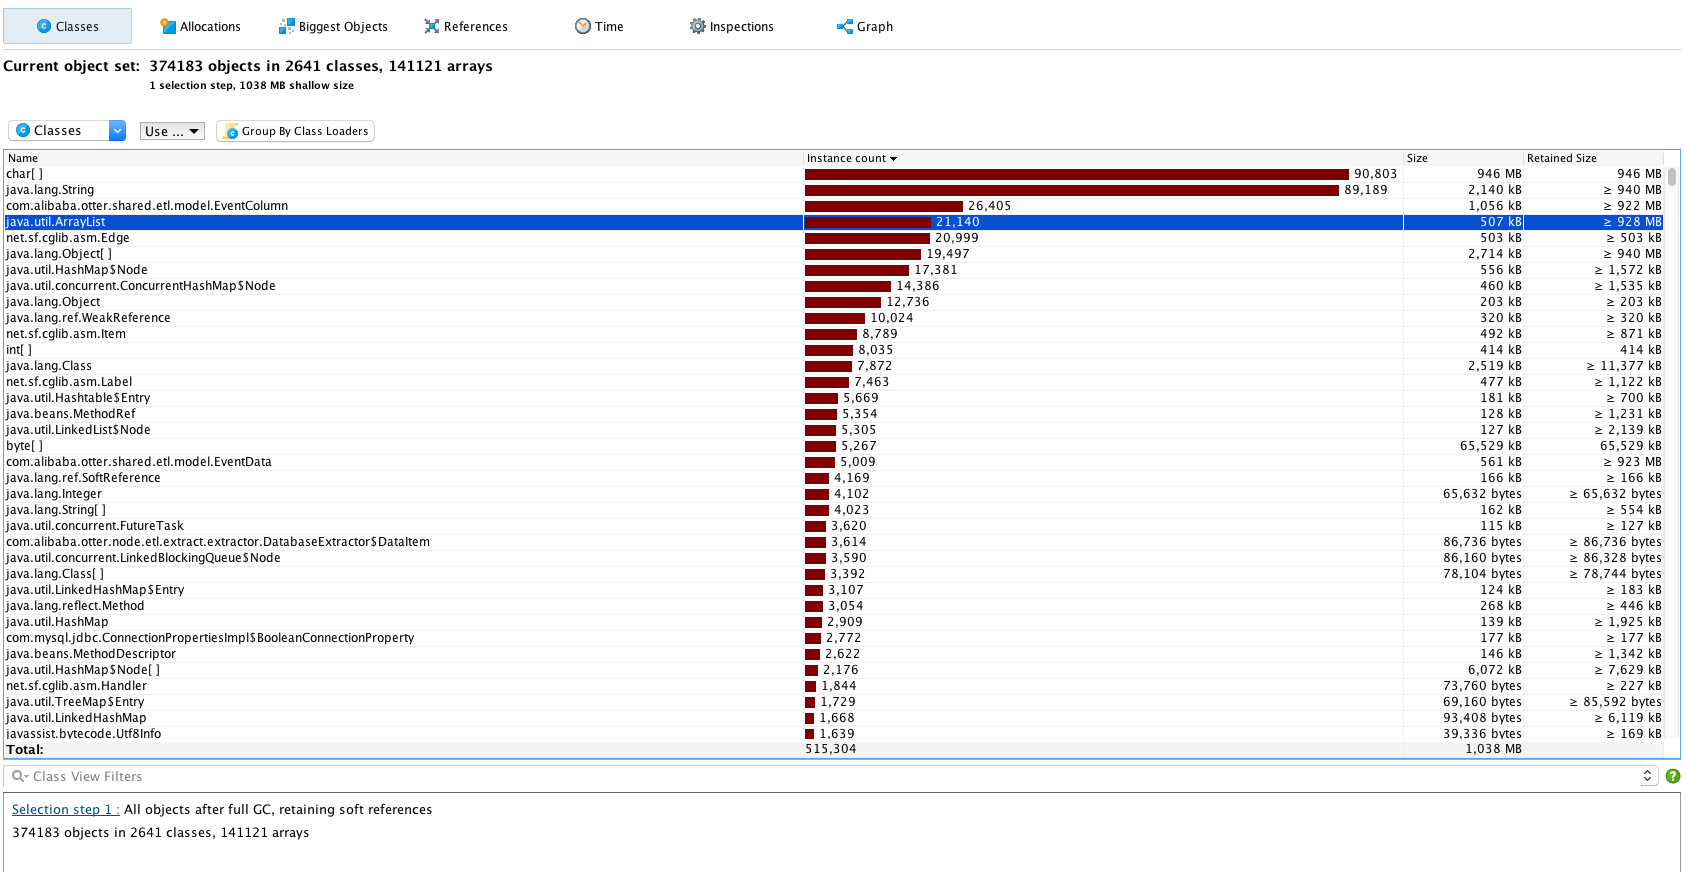 Classes Allocations Biggest Objects References Time Inspections Graph
Current object set: 374183 objects in 2641 classes, 141121 arrays
1 selection step, 1038 MB shallow size
Classes Use ... Group By Class Loaders
Name Instance count Size Retained Size
char[ ] 90,803 946 MB 946 MB
java.lang.String 89,189 2,140 kB ≥ 940 MB
com.alibaba.otter.shared.etl.model.EventColumn 26,405 1,056 kB ≥ 922 MB
java.util.ArrayList 21,140 507 kB ≥ 928 MB
net.sf.cglib.asm.Edge 20,999 503 kB ≥ 503 kB
java.lang.Object[ ] 19,497 2,714 kB ≥ 940 MB
java.util.HashMap$Node 17,381 556 kB ≥ 1,572 kB
java.util.concurrent.ConcurrentHashMap$Node 14,386 460 kB ≥ 1,535 kB
java.lang.Object 12,736 203 kB ≥ 203 kB
java.lang.ref.WeakReference 10,024 320 kB ≥ 320 kB
net.sf.cglib.asm.Item 8,789 492 kB ≥ 871 kB
int[ ] 8,035 414 kB 414 kB
java.lang.Class 7,872 2,519 kB ≥ 11,377 kB
net.sf.cglib.asm.Label 7,463 477 kB ≥ 1,122 kB
java.util.Hashtable$Entry 5,669 181 kB ≥ 700 kB
java.beans.MethodRef 5,354 128 kB ≥ 1,231 kB
java.util.LinkedList$Node 5,305 127 kB ≥ 2,139 kB
byte[ ] 5,267 65,529 kB 65,529 kB
com.alibaba.otter.shared.etl.model.EventData 5,009 561 kB ≥ 923 MB
java.lang.ref.SoftReference 4,169 166 kB ≥ 166 kB
java.lang.Integer 4,102 65,632 bytes ≥ 65,632 bytes
java.lang.String[ ] 4,023 162 kB ≥ 554 kB
java.util.concurrent.FutureTask 3,620 115 kB ≥ 127 kB
com.alibaba.otter.node.etl.extract.extractor.DatabaseExtractor$DataItem 3,614 86,736 bytes ≥ 86,736 bytes
java.util.concurrent.LinkedBlockingQueue$Node 3,590 86,160 bytes ≥ 86,328 bytes
java.lang.Class[ ] 3,392 78,104 bytes ≥ 78,744 bytes
java.util.LinkedHashMap$Entry 3,107 124 kB ≥ 183 kB
java.lang.reflect.Method 3,054 268 kB ≥ 446 kB
java.util.HashMap 2,909 139 kB ≥ 1,925 kB
com.mysql.jdbc.ConnectionPropertiesImpl$BooleanConnectionProperty 2,772 177 kB ≥ 177 kB
java.beans.MethodDescriptor 2,622 146 kB ≥ 1,342 kB
java.util.HashMap$Node[ ] 2,176 6,072 kB ≥ 7,629 kB
net.sf.cglib.asm.Handler 1,844 73,760 bytes ≥ 227 kB
java.util.TreeMap$Entry 1,729 69,160 bytes ≥ 85,592 bytes
java.util.LinkedHashMap 1,668 93,408 bytes ≥ 6,119 kB
javassist.bytecode.Utf8Info 1,639 39,336 bytes ≥ 169 kB
Total: 515,304 1,038 MB
Class View Filters
Selection step 1 : All objects after full GC, retaining soft references
374183 objects in 2641 classes, 141121 arrays